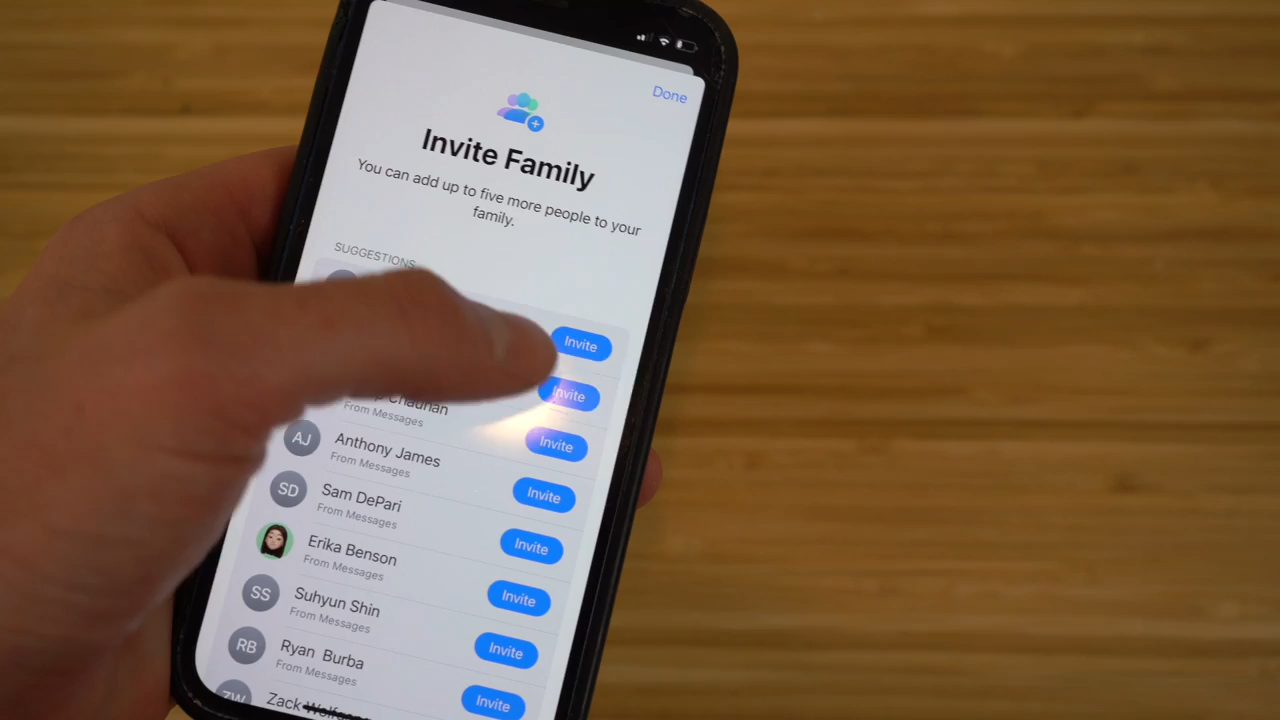 Done
Invite Family
You can add up to five more people to your
family.
SUGGESTIONS
Invite
Invite
Chauhan
From Messages
Invite
AJ
Anthony James
From Messages
Invite
SD
Sam DePari
From Messages
Invite
Erika Benson
From Messages
Invite
SS
Suhyun Shin
From Messages
Invite
RB
Ryan Burba
From Messages
Invite
ZW
Zack